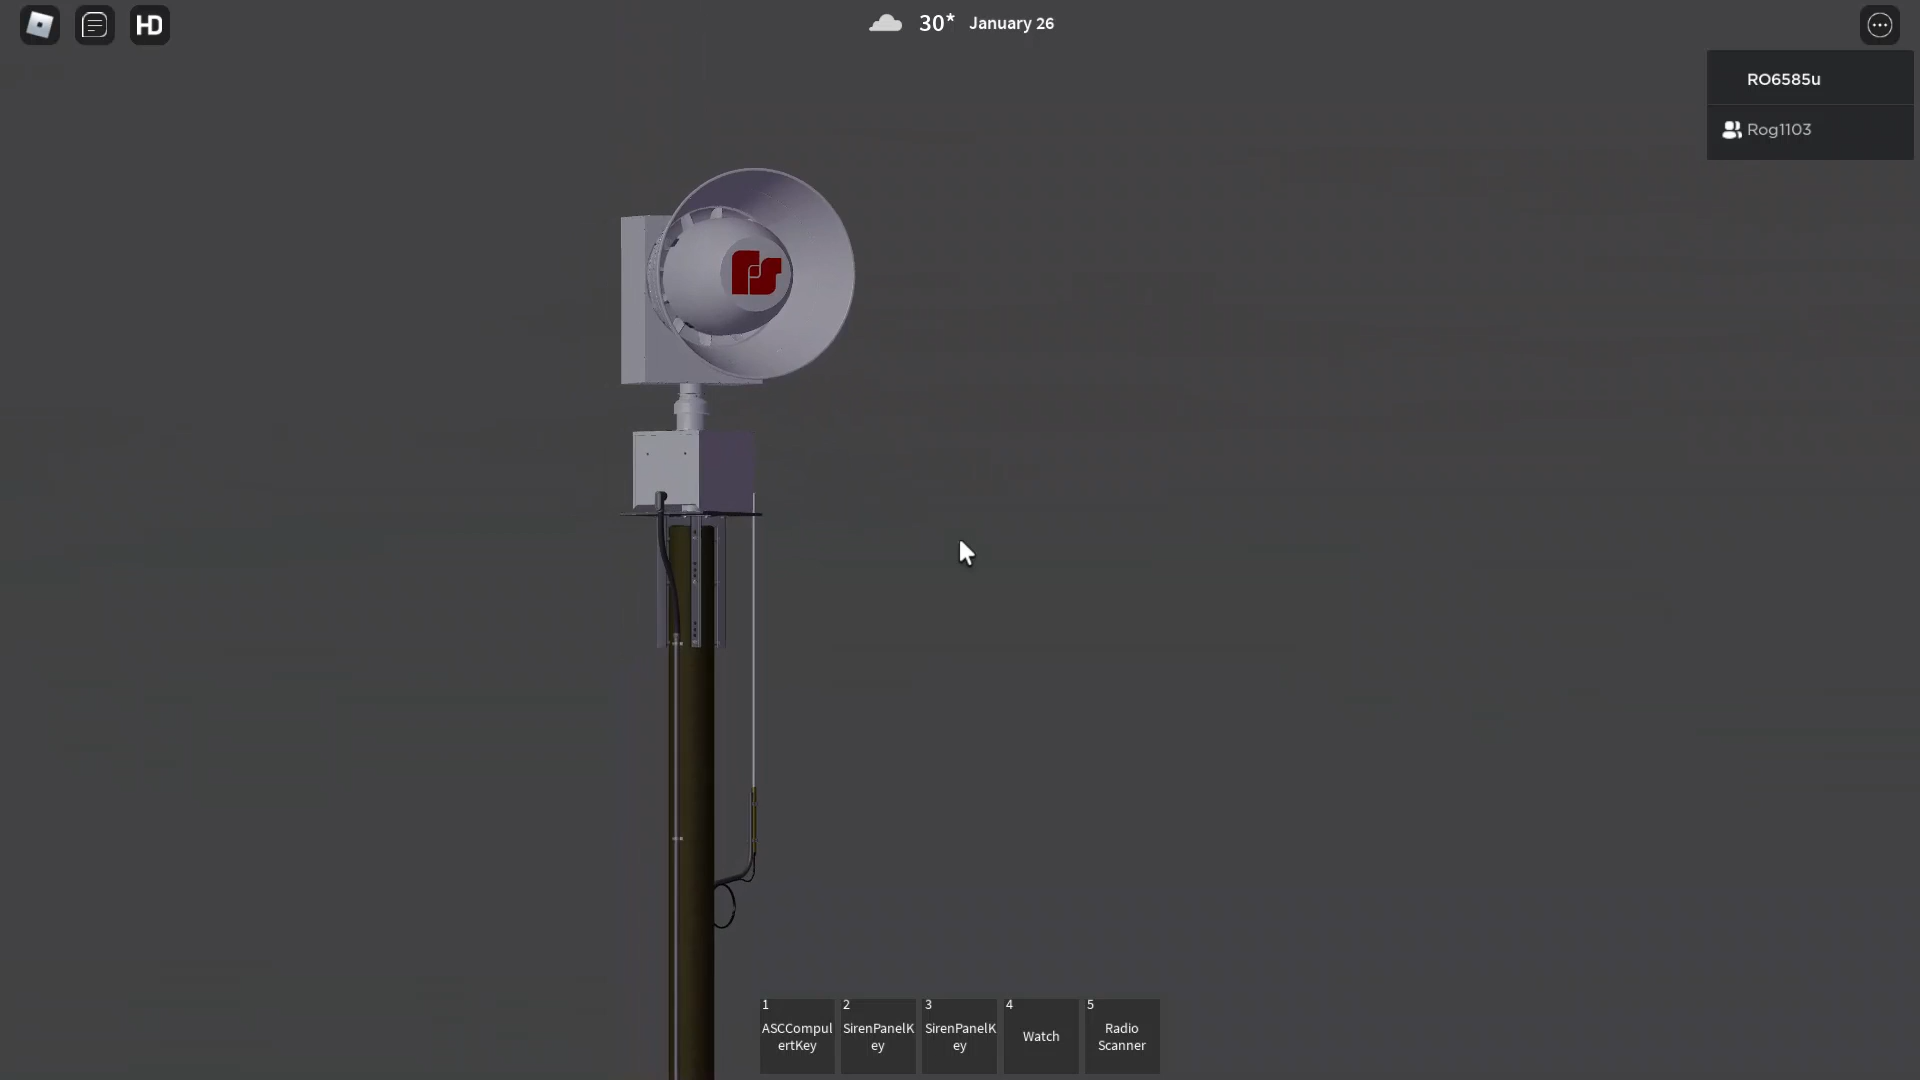 HD
30* January 26
RO6585u
Rog1103
1
ASCCompul
ertKey
2
SirenPanelK
ey
3
SirenPanelK
ey
4
Watch
5
Radio
Scanner